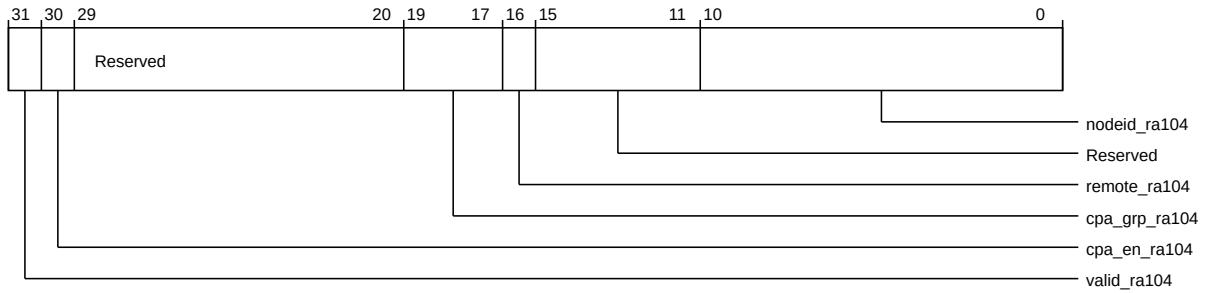 31 30 29 20 19 17 16 15 11 10 0
Reserved
nodeid_ra104
Reserved
remote_ra104
cpa_grp_ra104
cpa_en_ra104
valid_ra104